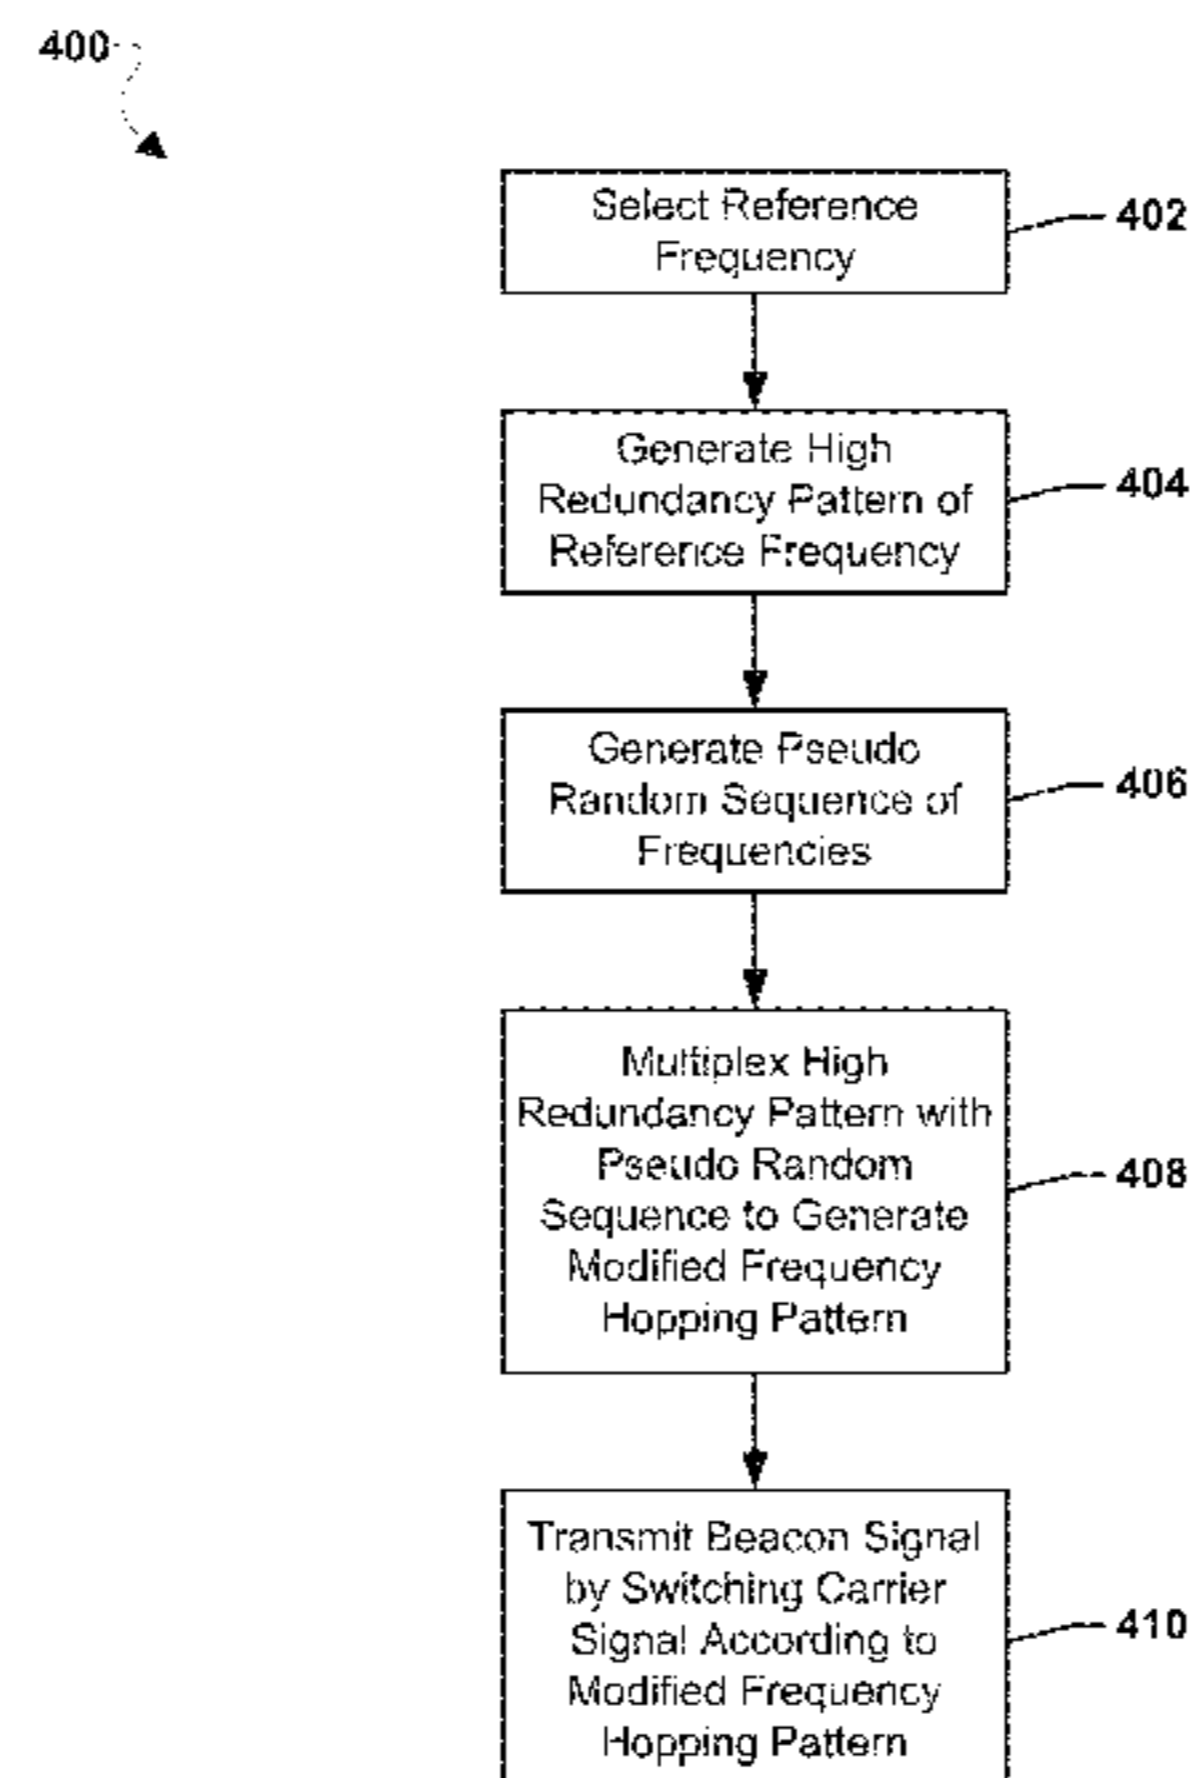 400
Select Reference
Frequency
402
Generate High
Redundancy Pattern of
Reference Frequency
404
Generate Pseudo
Random Sequence of
Frequencies
406
Multiplex High
Redundancy Pattern with
Pseudo Random
Sequence to Generate
Modified Frequency
Hopping Pattern
408
Transmit Beacon Signal
by Switching Carrier
Signal According to
Modified Frequency
Hopping Pattern
410